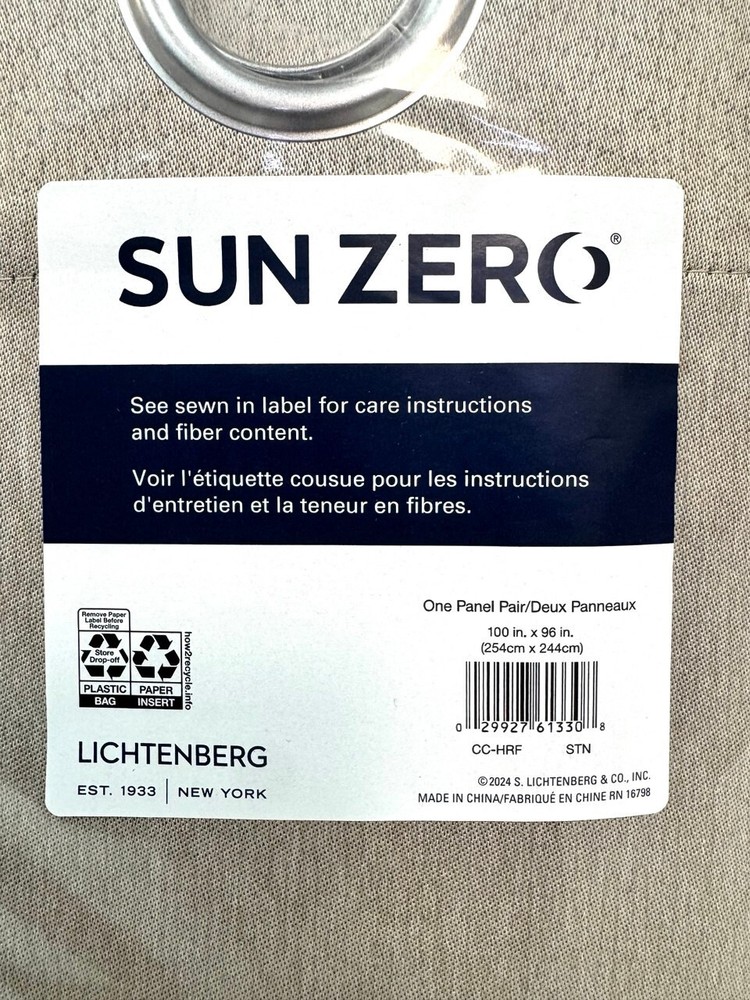 SUN ZERO®
See sewn in label for care instructions
and fiber content.
Voir l'étiquette cousue pour les instructions
d'entretien et la teneur en fibres.
One Panel Pair/Deux Panneaux
100 in. x 96 in.
(254cm x 244cm)
0 29927 61330 8
CC-HRF STN
Remove Paper
Label Before
Recycling
Store
Drop-off
PLASTIC PAPER
BAG INSERT
how2recycle.info
LICHTENBERG
EST. 1933 | NEW YORK
©2024 S. LICHTENBERG & CO., INC.
MADE IN CHINA/FABRIQUÉ EN CHINE RN 16798